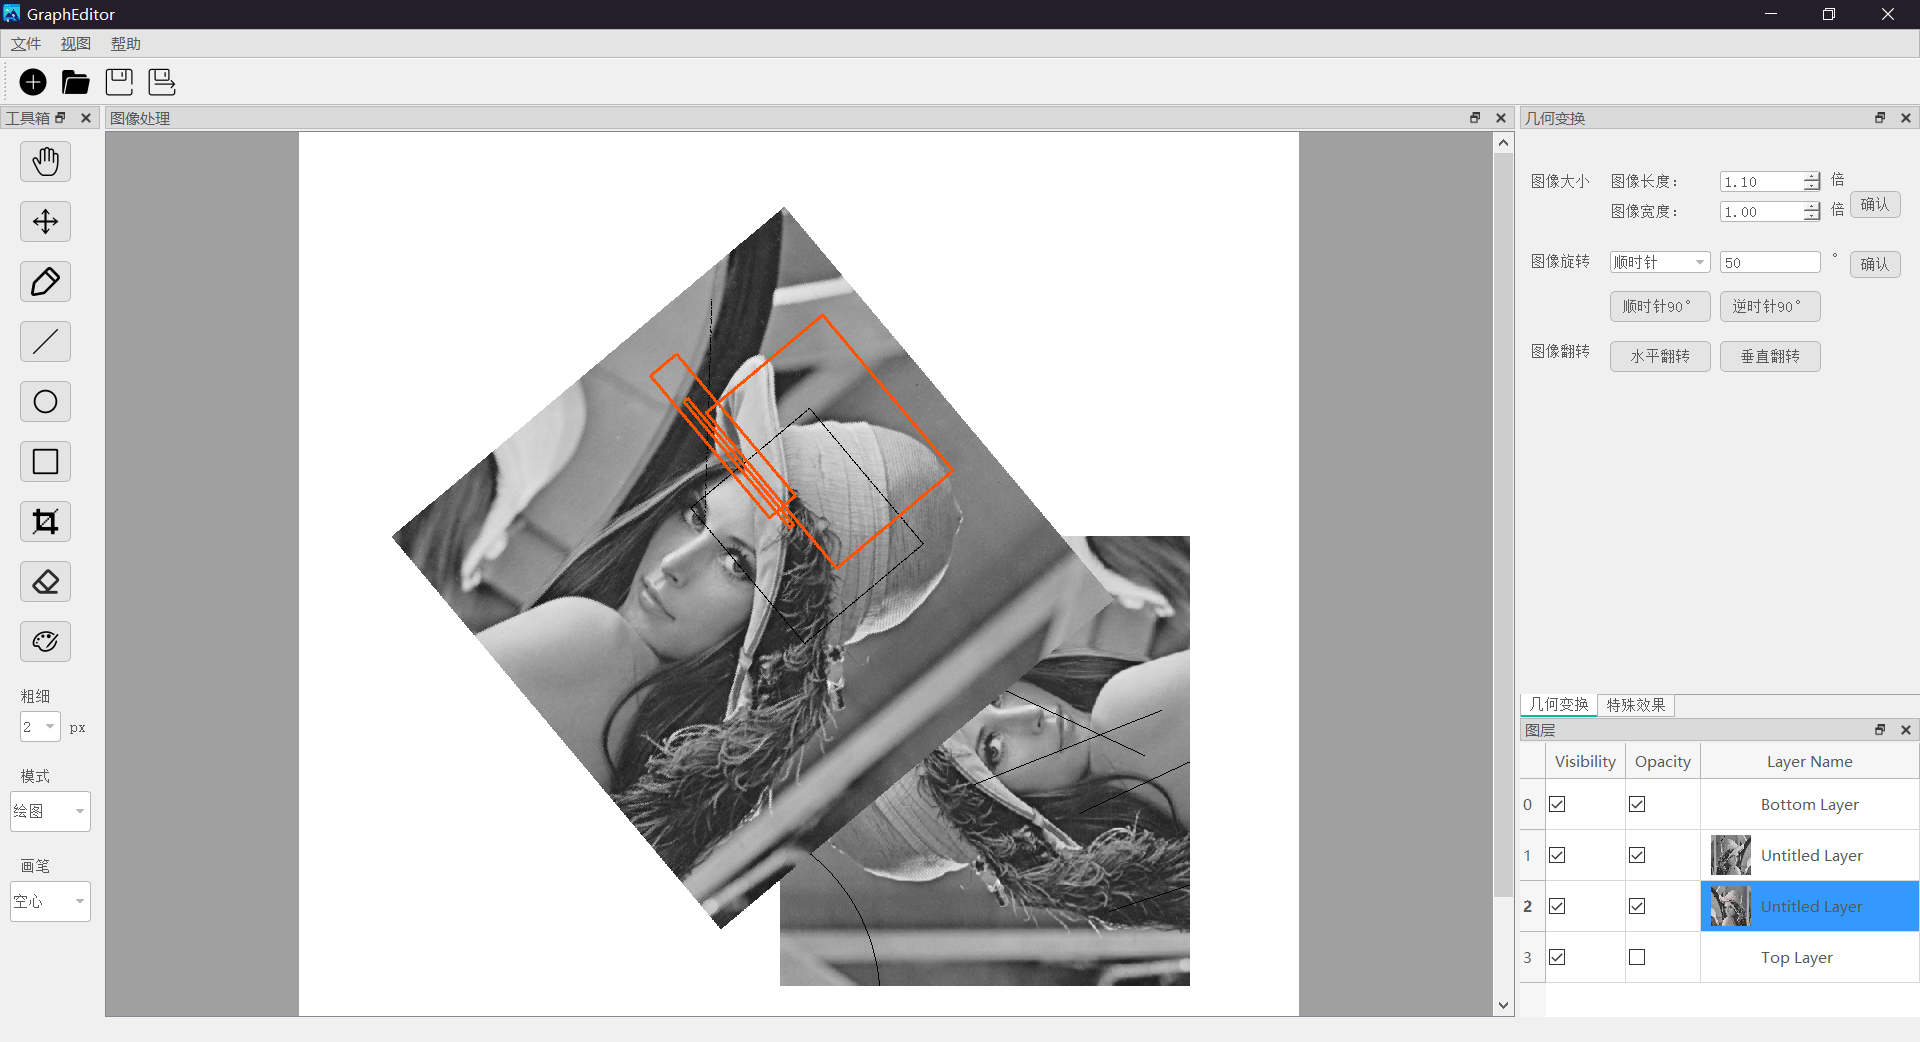 GraphEditor
文件 视图 帮助
工具箱
图像处理
几何变换
图像大小 图像长度： 1.10 倍
图像宽度： 1.00 倍
确认
图像旋转 顺时针 50 ° 确认
顺时针90° 逆时针90°
图像翻转 水平翻转 垂直翻转
粗细
2 px
模式
绘图
画笔
空心
几何变换 特殊效果
图层
Visibility Opacity Layer Name
0 Bottom Layer
1 Untitled Layer
2 Untitled Layer
3 Top Layer